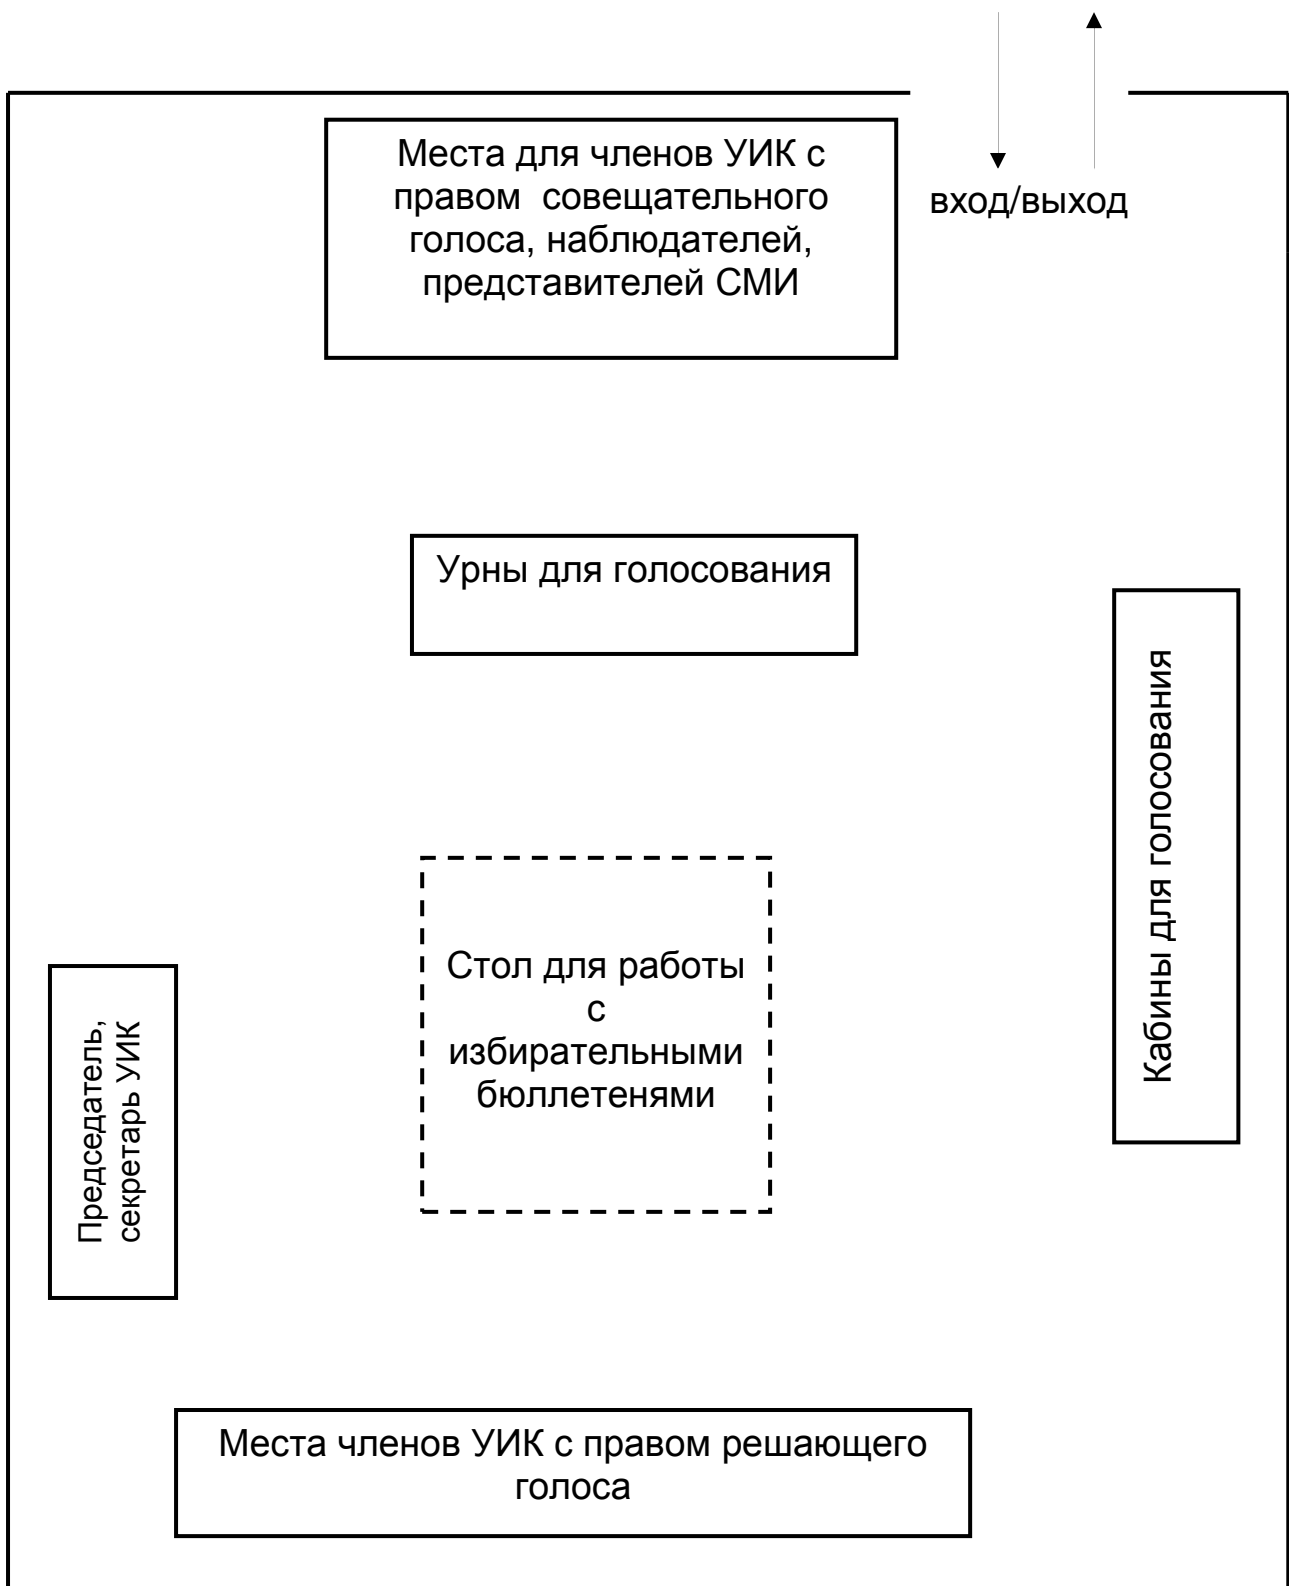 Места для членов УИК с
правом совещательного
голоса, наблюдателей,
представителей СМИ
вход/выход
Урны для голосования
Кабины для голосования
Стол для работы
с
избирательными
бюллетенями
Председатель,
секретарь УИК
Места членов УИК с правом решающего
голоса